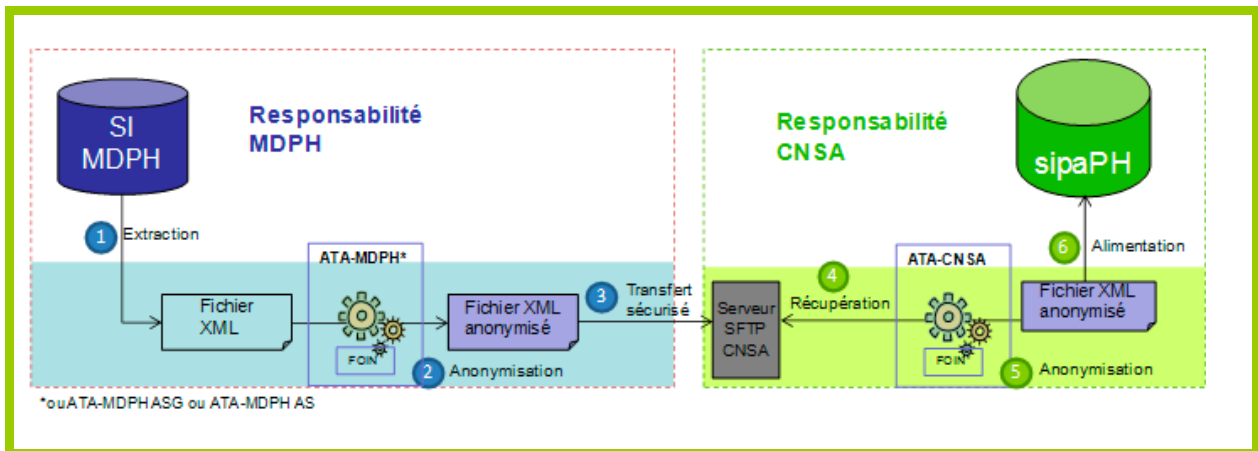 SI
MDPH
Responsabilité
MDPH
1
Extraction
Fichier
XML
ATA-MDPH*
FOIN
2
Anonymisation
Fichier XML
anonymisé
3
Transfert
sécurisé
*ouATA-MDPHASG ou ATA-MDPH AS
Responsabilité
CNSA
sipaPH
Serveur
SFTP
CNSA
4
Récupération
ATA-CNSA
FOIN
5
Anonymisation
Fichier XML
anonymisé
6
Alimentation